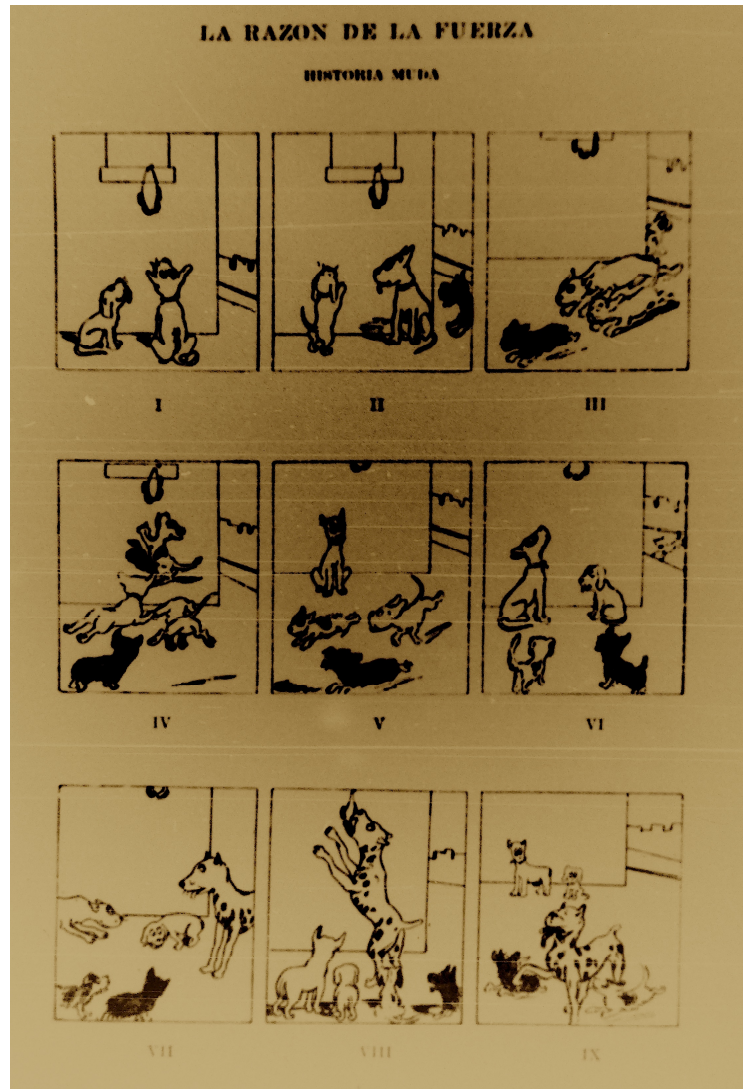 LA RAZON DE LA FUERZA
HISTORIA MUDA
I
II
III
IV
V
VI
VII
VIII
IX